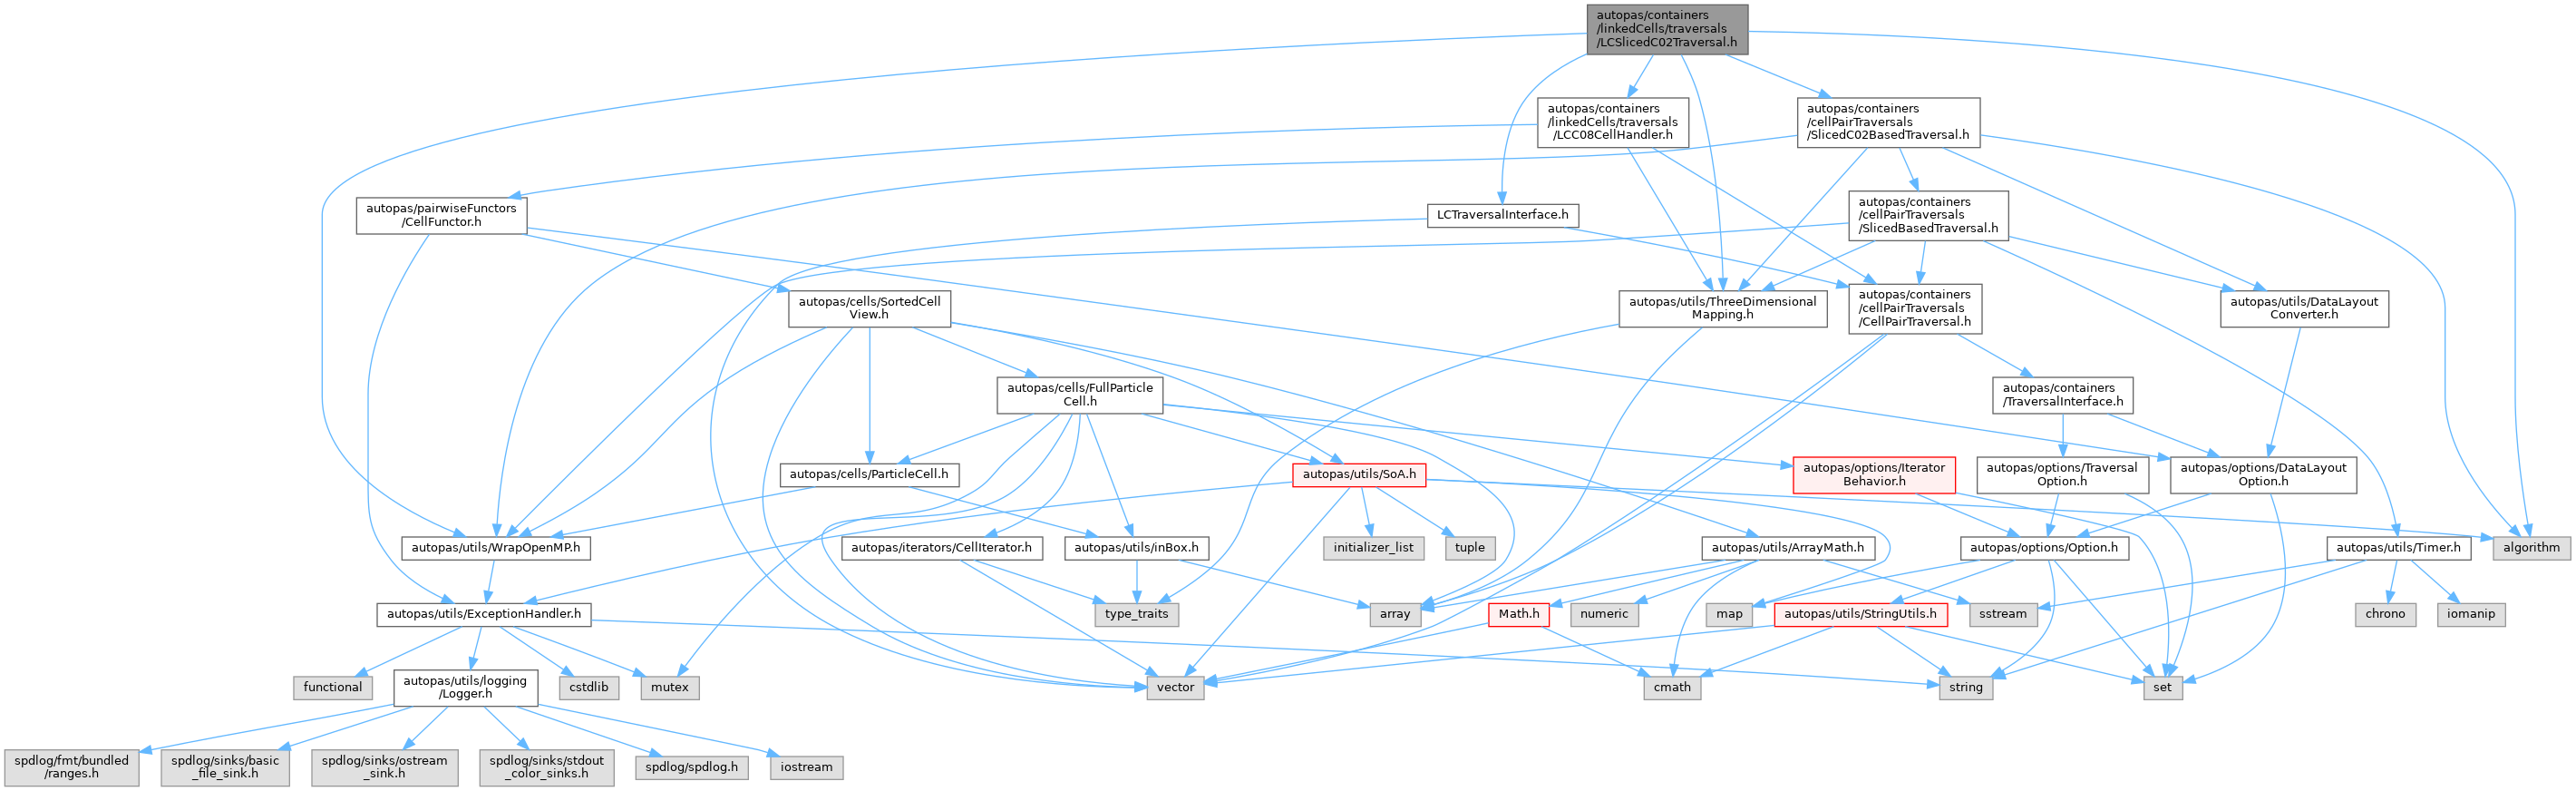 autopas/containers
/linkedCells/traversals
/LCSlicedC02Traversal.h
autopas/containers
/linkedCells/traversals
/LCC08CellHandler.h
autopas/containers
/cellPairTraversals
/SlicedC02BasedTraversal.h
autopas/pairwiseFunctors
/CellFunctor.h
LCTraversalInterface.h
autopas/containers
/cellPairTraversals
/SlicedBasedTraversal.h
autopas/cells/SortedCell
View.h
autopas/utils/ThreeDimensional
Mapping.h
autopas/containers
/cellPairTraversals
/CellPairTraversal.h
autopas/utils/DataLayout
Converter.h
autopas/cells/FullParticle
Cell.h
autopas/containers
/TraversalInterface.h
autopas/cells/ParticleCell.h
autopas/utils/SoA.h
autopas/options/Iterator
Behavior.h
autopas/options/Traversal
Option.h
autopas/options/DataLayout
Option.h
autopas/utils/WrapOpenMP.h
autopas/iterators/CellIterator.h
autopas/utils/inBox.h
initializer_list
tuple
autopas/utils/ArrayMath.h
autopas/options/Option.h
autopas/utils/Timer.h
algorithm
autopas/utils/ExceptionHandler.h
type_traits
array
Math.h
numeric
map
autopas/utils/StringUtils.h
sstream
chrono
iomanip
functional
autopas/utils/logging
/Logger.h
cstdlib
mutex
vector
cmath
string
set
spdlog/fmt/bundled
/ranges.h
spdlog/sinks/basic
_file_sink.h
spdlog/sinks/ostream
_sink.h
spdlog/sinks/stdout
_color_sinks.h
spdlog/spdlog.h
iostream